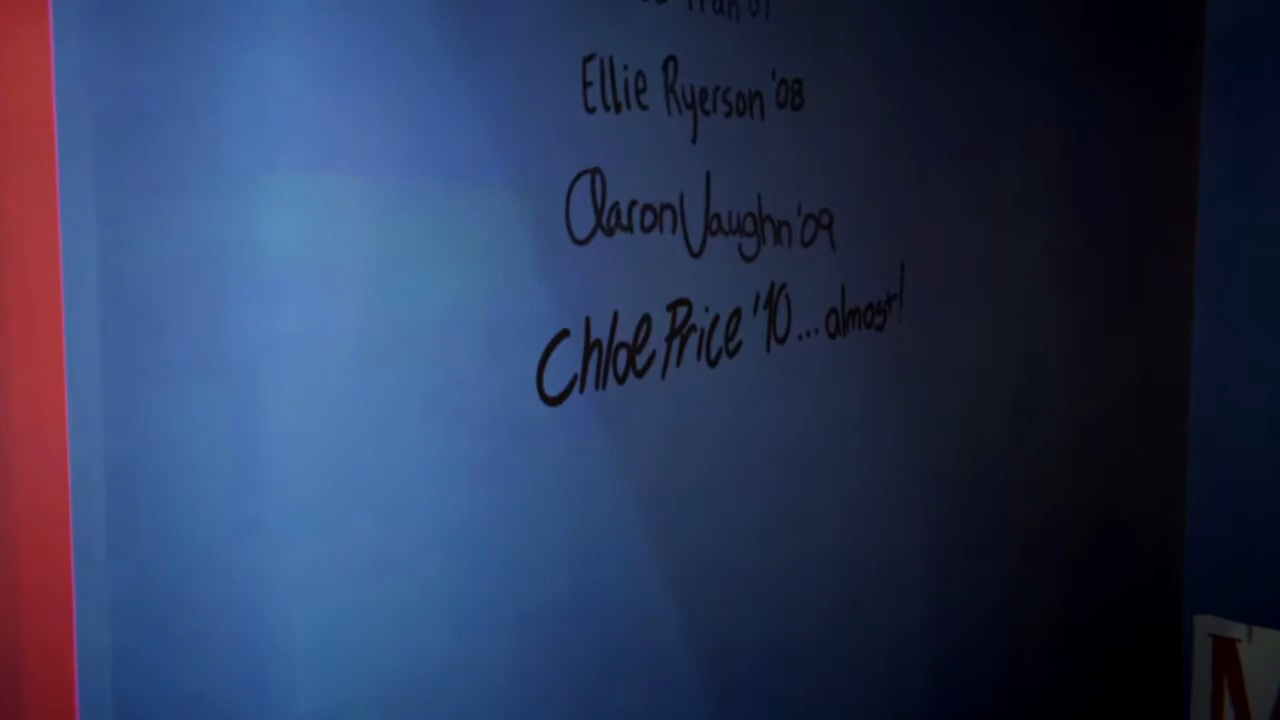 Ellie Ryerson '08
Aaron Vaughn '09
Chloe Price '10...almost!
M